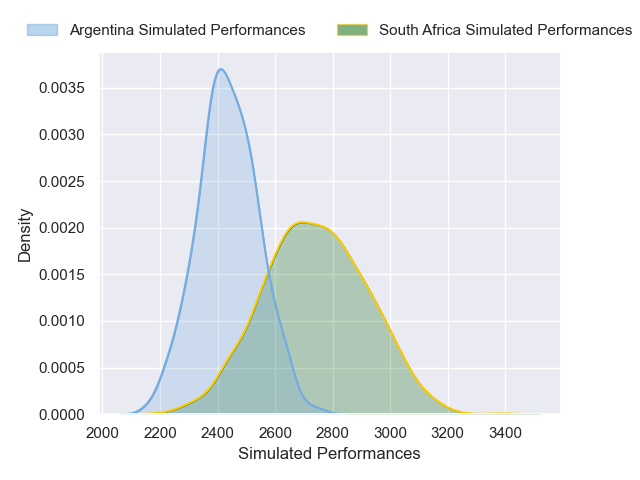 Argentina Simulated Performances South Africa Simulated Performances
0.0035
0.0030
0.0025
0.0020
0.0015
0.0010
0.0005
0.0000
Density
2000 2200 2400 2600 2800 3000 3200 3400
Simulated Performances